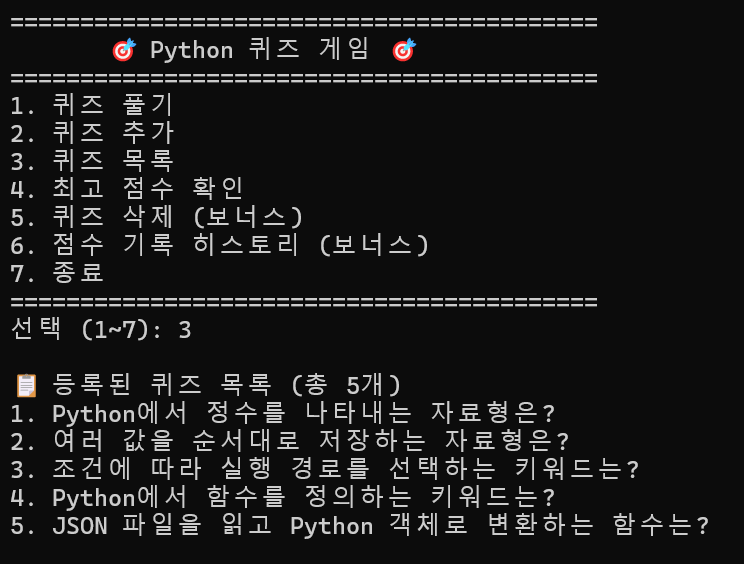 ==========================================
🎯 Python 퀴즈 게임 🎯
==========================================
1. 퀴즈 풀기
2. 퀴즈 추가
3. 퀴즈 목록
4. 최고 점수 확인
5. 퀴즈 삭제 (보너스)
6. 점수 기록 히스토리 (보너스)
7. 종료
==========================================
선택 (1~7): 3
📋 등록된 퀴즈 목록 (총 5개)
1. Python에서 정수를 나타내는 자료형은?
2. 여러 값을 순서대로 저장하는 자료형은?
3. 조건에 따라 실행 경로를 선택하는 키워드는?
4. Python에서 함수를 정의하는 키워드는?
5. JSON 파일을 읽고 Python 객체로 변환하는 함수는?